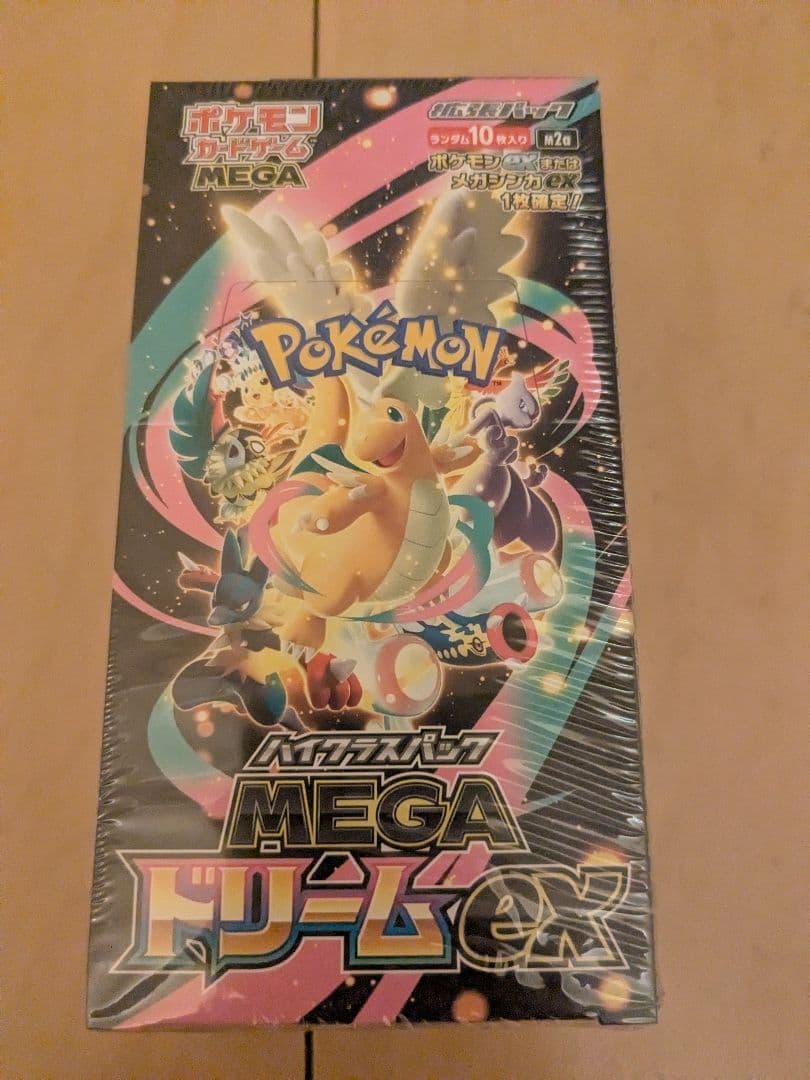 ポケモン
カードゲーム
MEGA
拡張パック
ランダム10枚入り M2a
ポケモンexまたは
メガシンカex
1枚確定!
POKéMON
TM
ハイクラスパック
MEGA
ドリームex